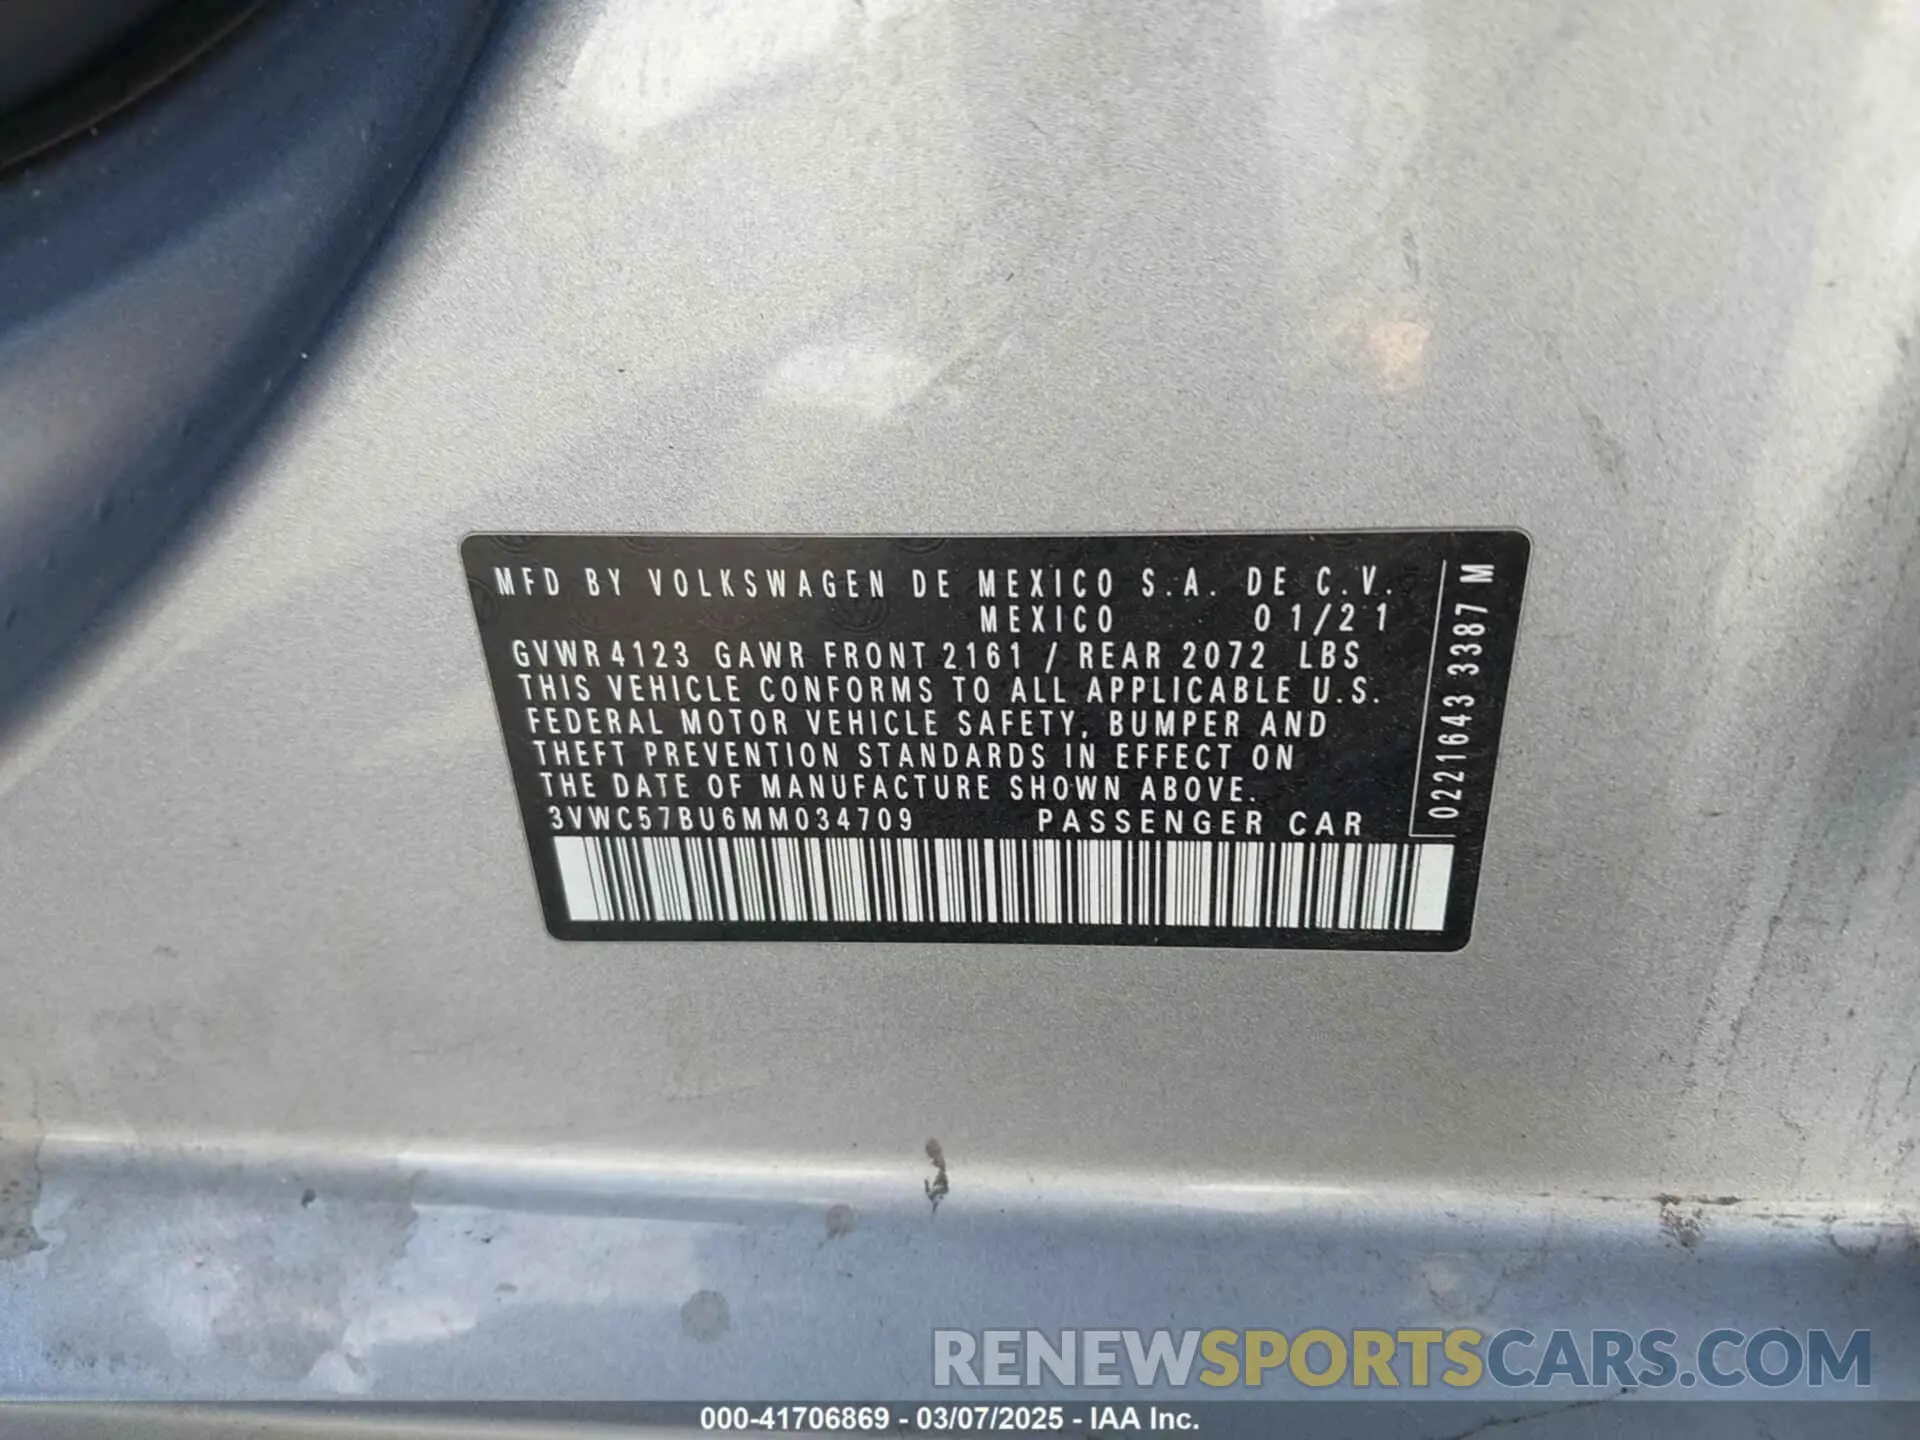 MFD BY VOLKSWAGEN DE MEXICO S.A. DE C.V.
MEXICO 01/21
GVWR 4123 GAWR FRONT 2161 / REAR 2072 LBS
THIS VEHICLE CONFORMS TO ALL APPLICABLE U.S.
FEDERAL MOTOR VEHICLE SAFETY, BUMPER AND
THEFT PREVENTION STANDARDS IN EFFECT ON
THE DATE OF MANUFACTURE SHOWN ABOVE.
3VWC57BU6MM034709 PASSENGER CAR
0221643 3387 M
RENEWSPORTSCARS.COM
000-41706869 - 03/07/2025 - IAA Inc.